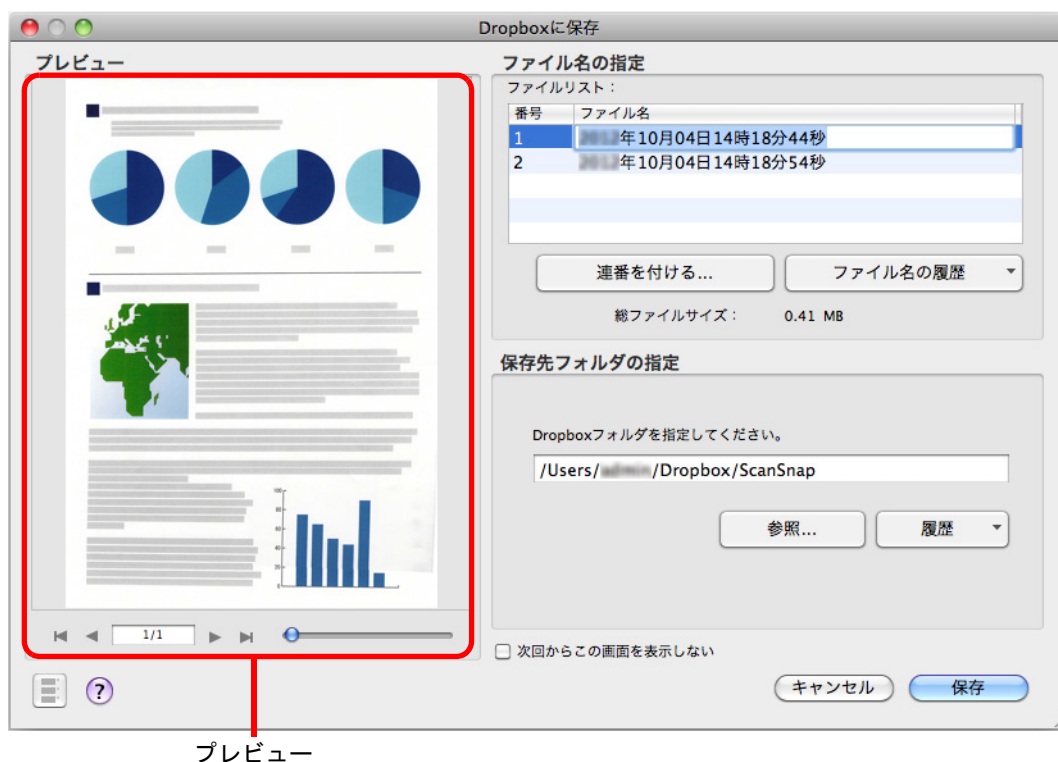 Dropboxに保存
プレビュー
1/1
ファイル名の指定
ファイルリスト：
番号 ファイル名
1 年10月04日14時18分44秒
2 年10月04日14時18分54秒
連番を付ける... ファイル名の履歴
総ファイルサイズ： 0.41 MB
保存先フォルダの指定
Dropboxフォルダを指定してください。
/Users/ /Dropbox/ScanSnap
参照... 履歴
次回からこの画面を表示しない
?
キャンセル 保存
プレビュー